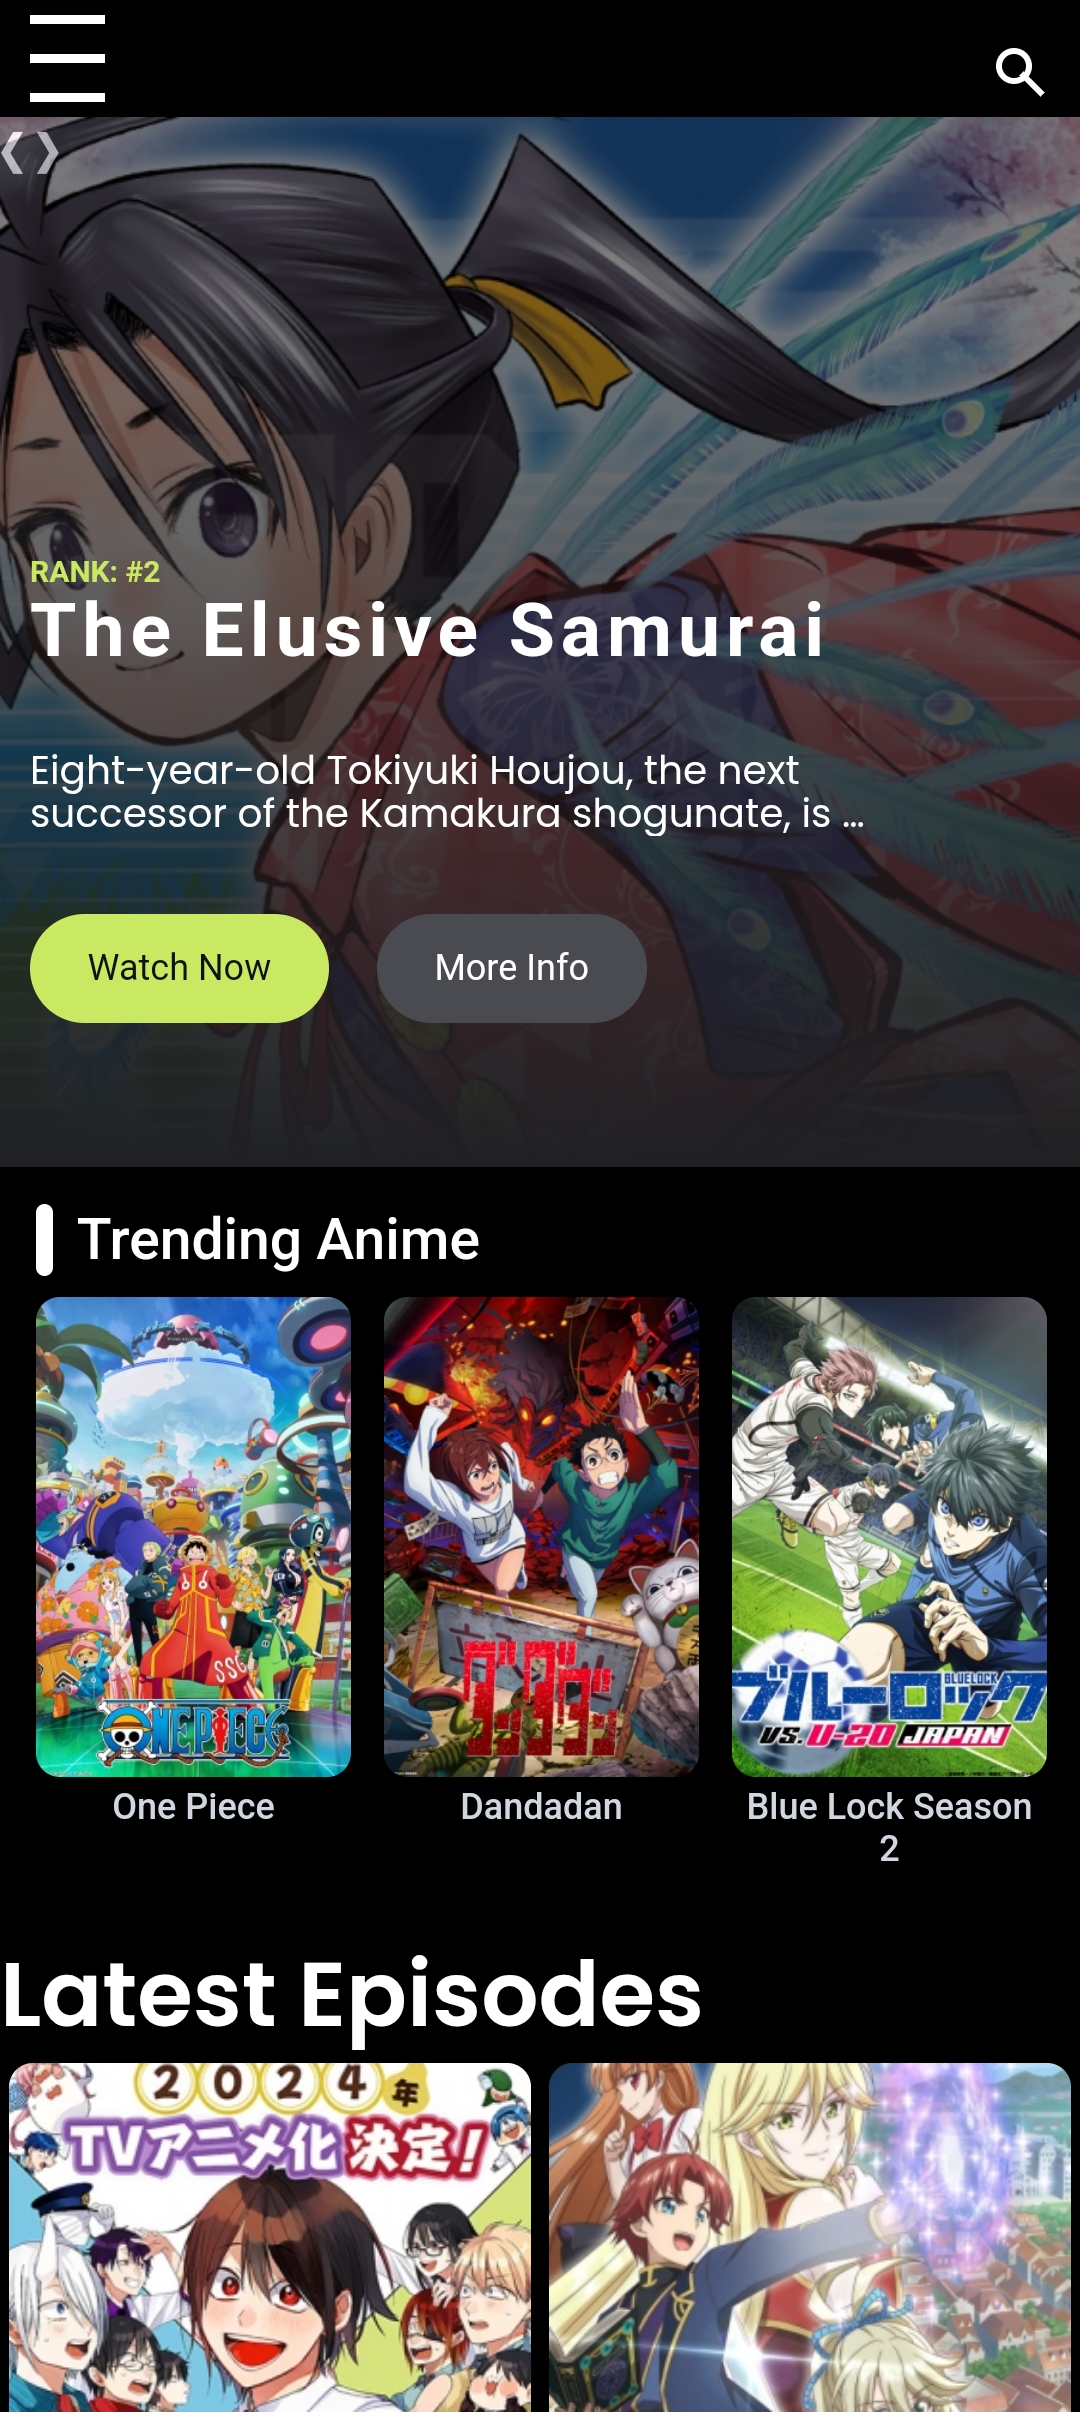 ❮ ❯
RANK: #2
The Elusive Samurai
Eight-year-old Tokiyuki Houjou, the next
successor of the Kamakura shogunate, is ...
Watch Now
More Info
Trending Anime
SSG
ONE PIECE
ダンダダン
BLUELOCK
ブルーロック
VS. U-20 JAPAN
One Piece
Dandadan
Blue Lock Season
2
Latest Episodes
2024年
TVアニメ化決定!